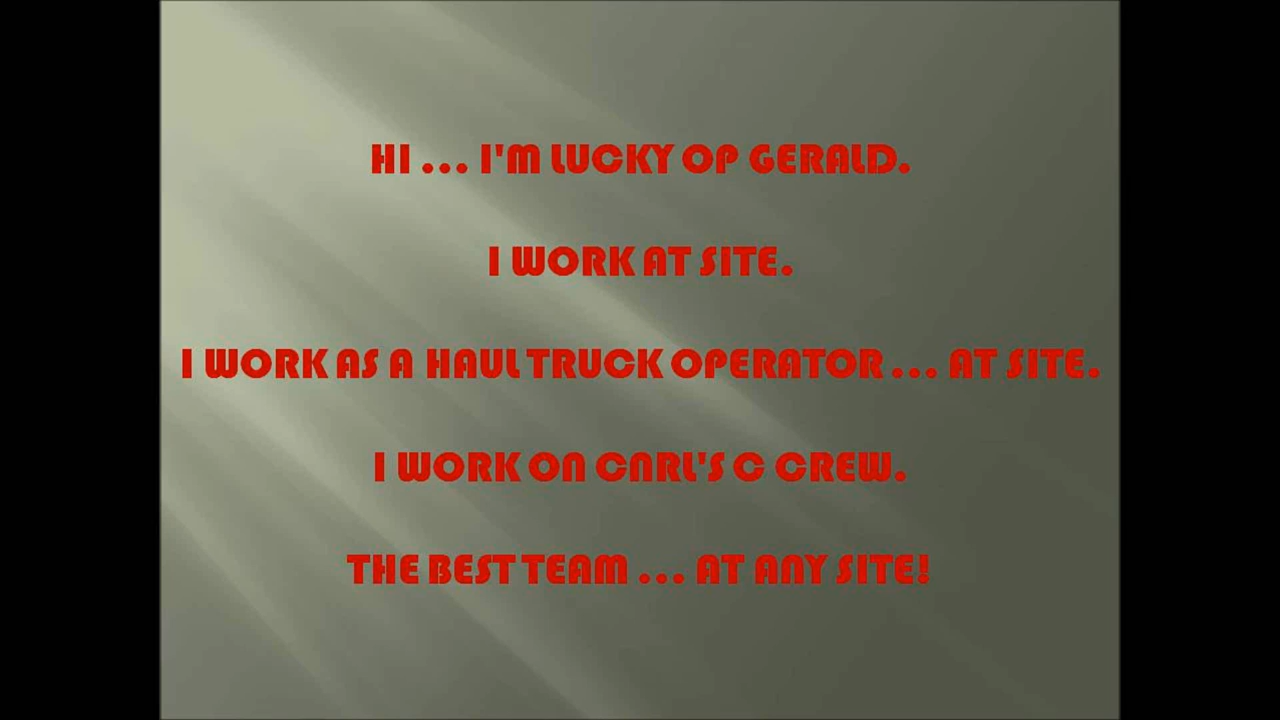 HI ... I'M LUCKY OP GERALD.
I WORK AT SITE.
I WORK AS A HAUL TRUCK OPERATOR ... AT SITE.
I WORK ON CNRL'S C CREW.
THE BEST TEAM ... AT ANY SITE!